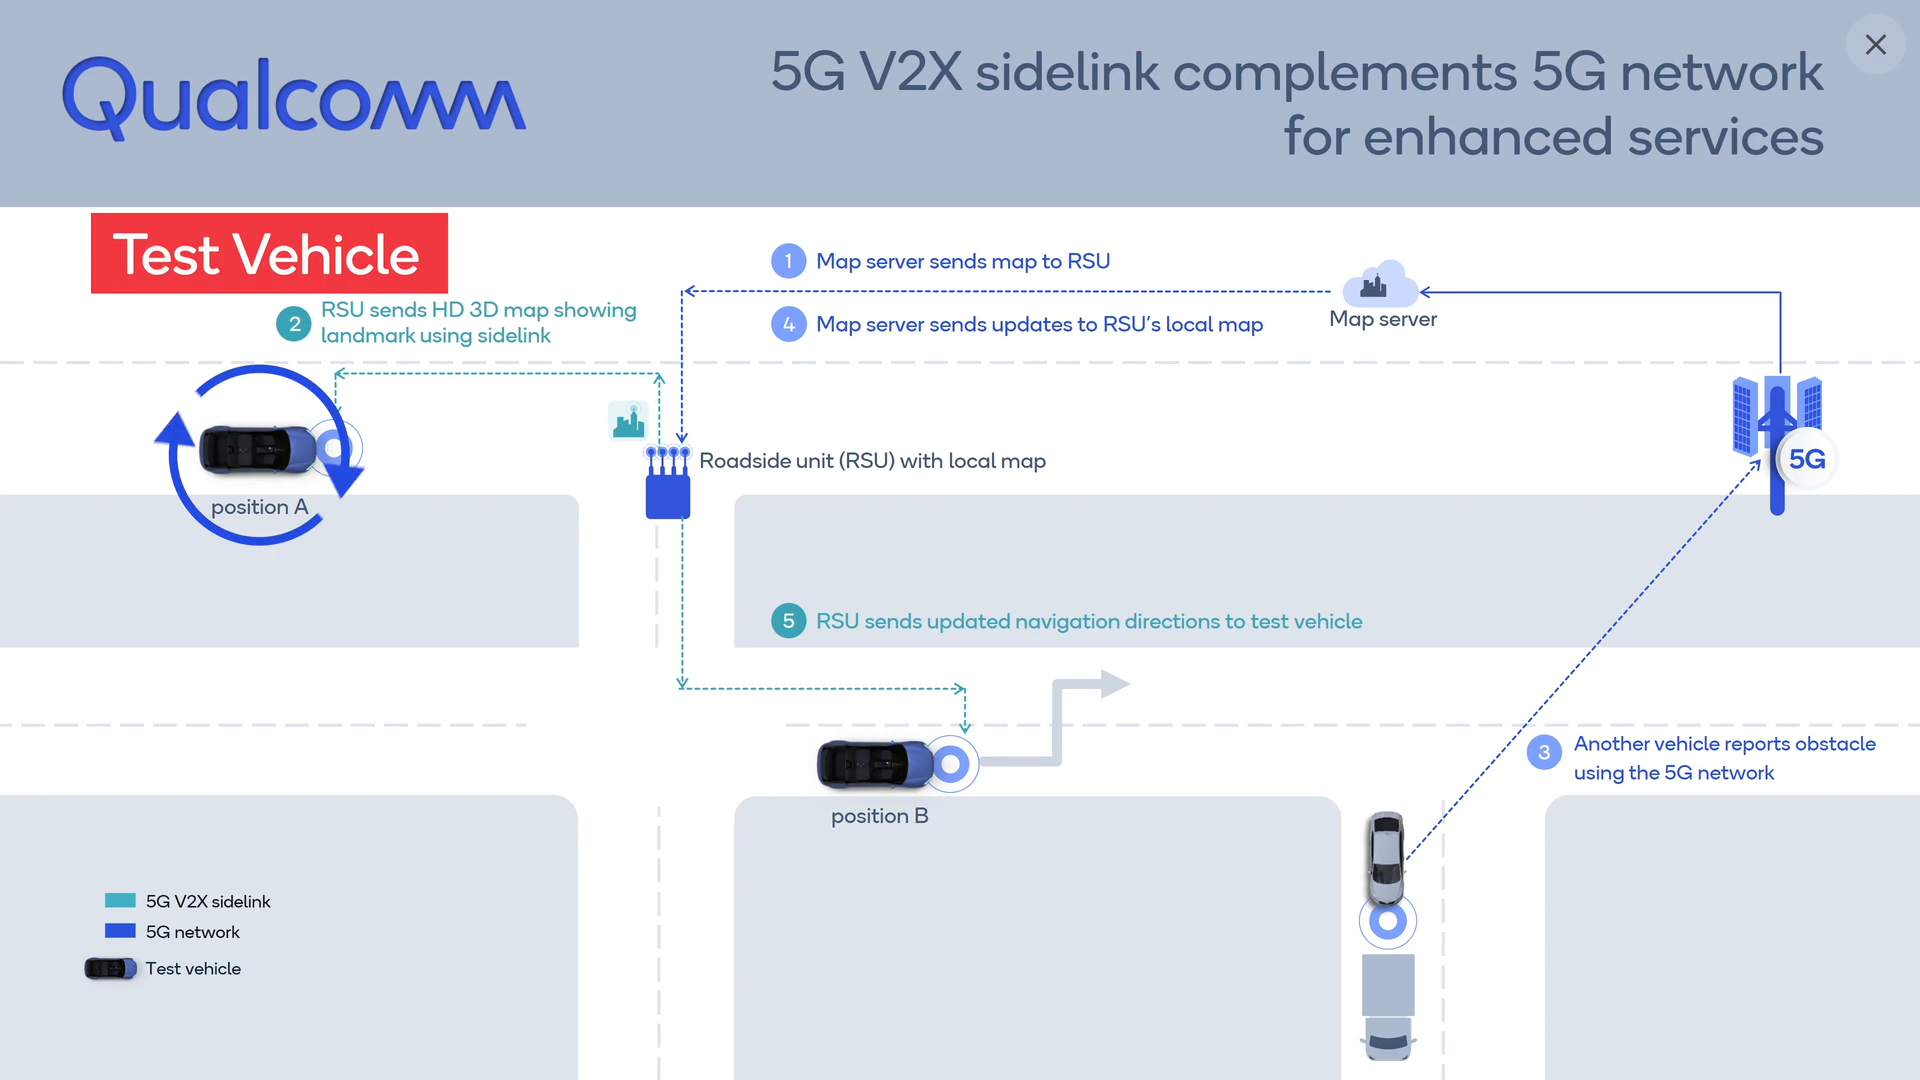 Qualcomm
5G V2X sidelink complements 5G network
for enhanced services
Test Vehicle
1 Map server sends map to RSU
2 RSU sends HD 3D map showing
landmark using sidelink
4 Map server sends updates to RSU's local map
Map server
Roadside unit (RSU) with local map
5G
position A
5 RSU sends updated navigation directions to test vehicle
3 Another vehicle reports obstacle
using the 5G network
position B
5G V2X sidelink
5G network
Test vehicle